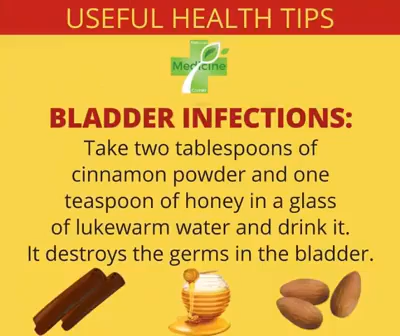 USEFUL HEALTH TIPS
Medicine
BLADDER INFECTIONS:
Take two tablespoons of
cinnamon powder and one
teaspoon of honey in a glass
of lukewarm water and drink it.
It destroys the germs in the bladder.